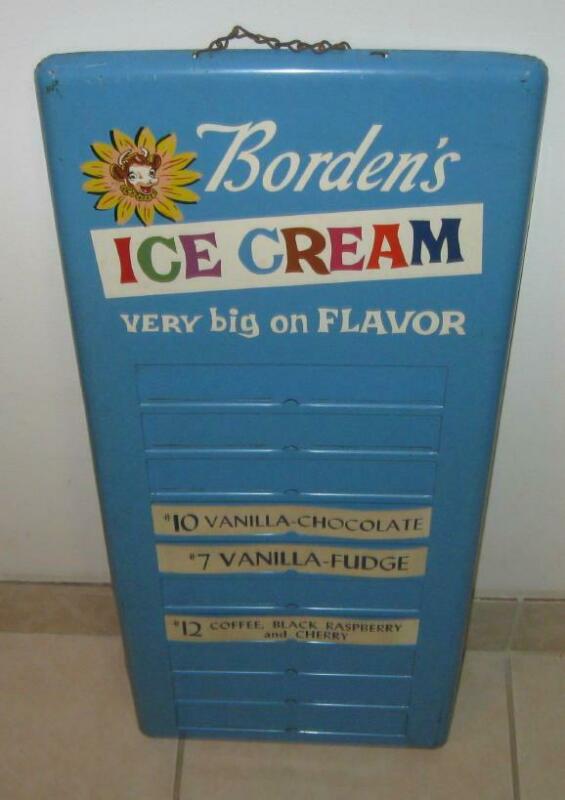 Borden's
ICE CREAM
VERY big on FLAVOR
#10 VANILLA-CHOCOLATE
#7 VANILLA-FUDGE
#12 COFFEE, BLACK RASPBERRY
and CHERRY